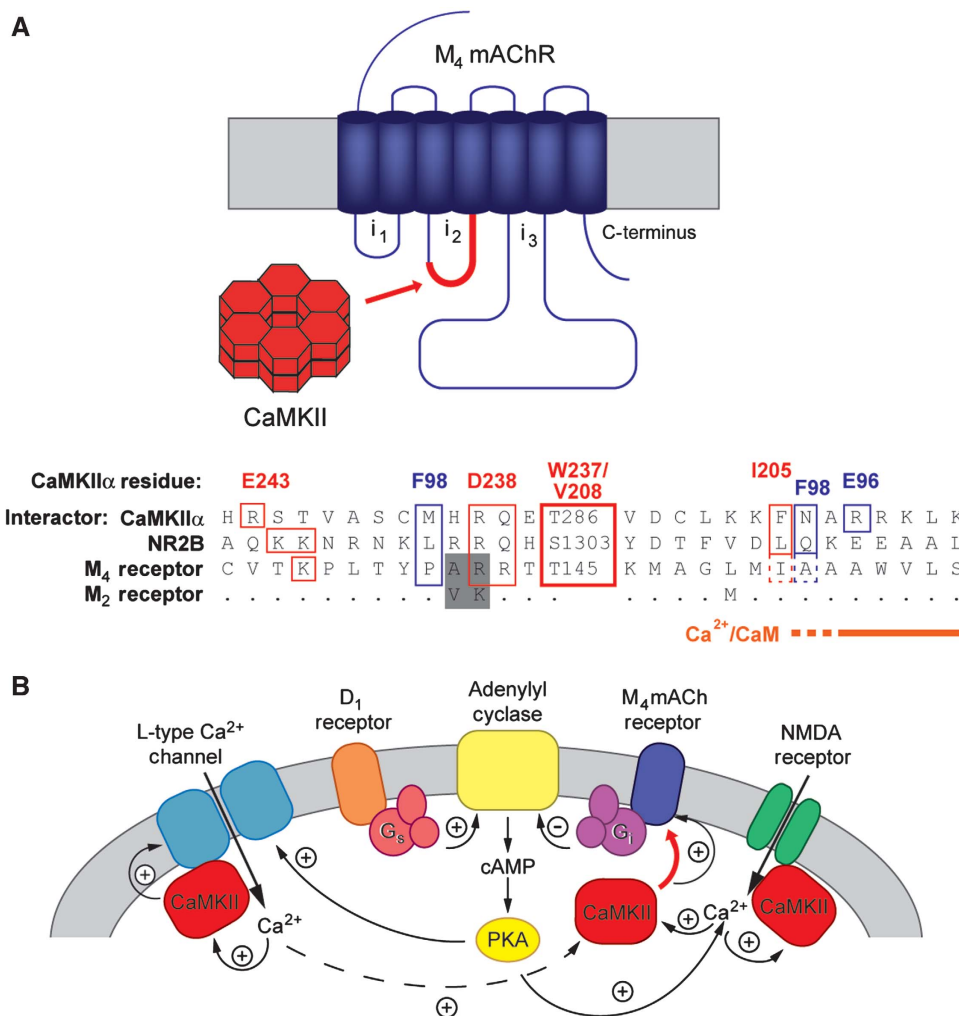 A
M4 mAChR
i1 i2 i3 C-terminus
CaMKII
CaMKIIα residue: E243 F98 D238 W237/V208 I205 F98 E96
Interactor: CaMKIIα H R S T V A S C M H R Q E T286 V D C L K K F N A R R K L K
NR2B A Q K K N R N K L R R Q H S1303 Y D T F V D L Q K E E A A L
M4 receptor C V T K P L T Y P A R R T T145 K M A G L M I A A A W V L S
M2 receptor . . . . . . . . . V K . . . . . . . M . . . . . . . . .
Ca2+/CaM
B
L-type Ca2+
channel
D1
receptor
Adenylyl
cyclase
M4 mACh
receptor
NMDA
receptor
Gs + − Gi
+ + cAMP +
CaMKII Ca2+ + PKA CaMKII + Ca2+ CaMKII
+ +
+